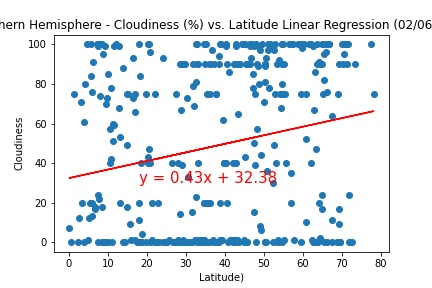 hern Hemisphere - Cloudiness (%) vs. Latitude Linear Regression (02/06
100
80
60
40
20
0
Cloudiness
y = 0.43x + 32.38
0 10 20 30 40 50 60 70 80
Latitude)